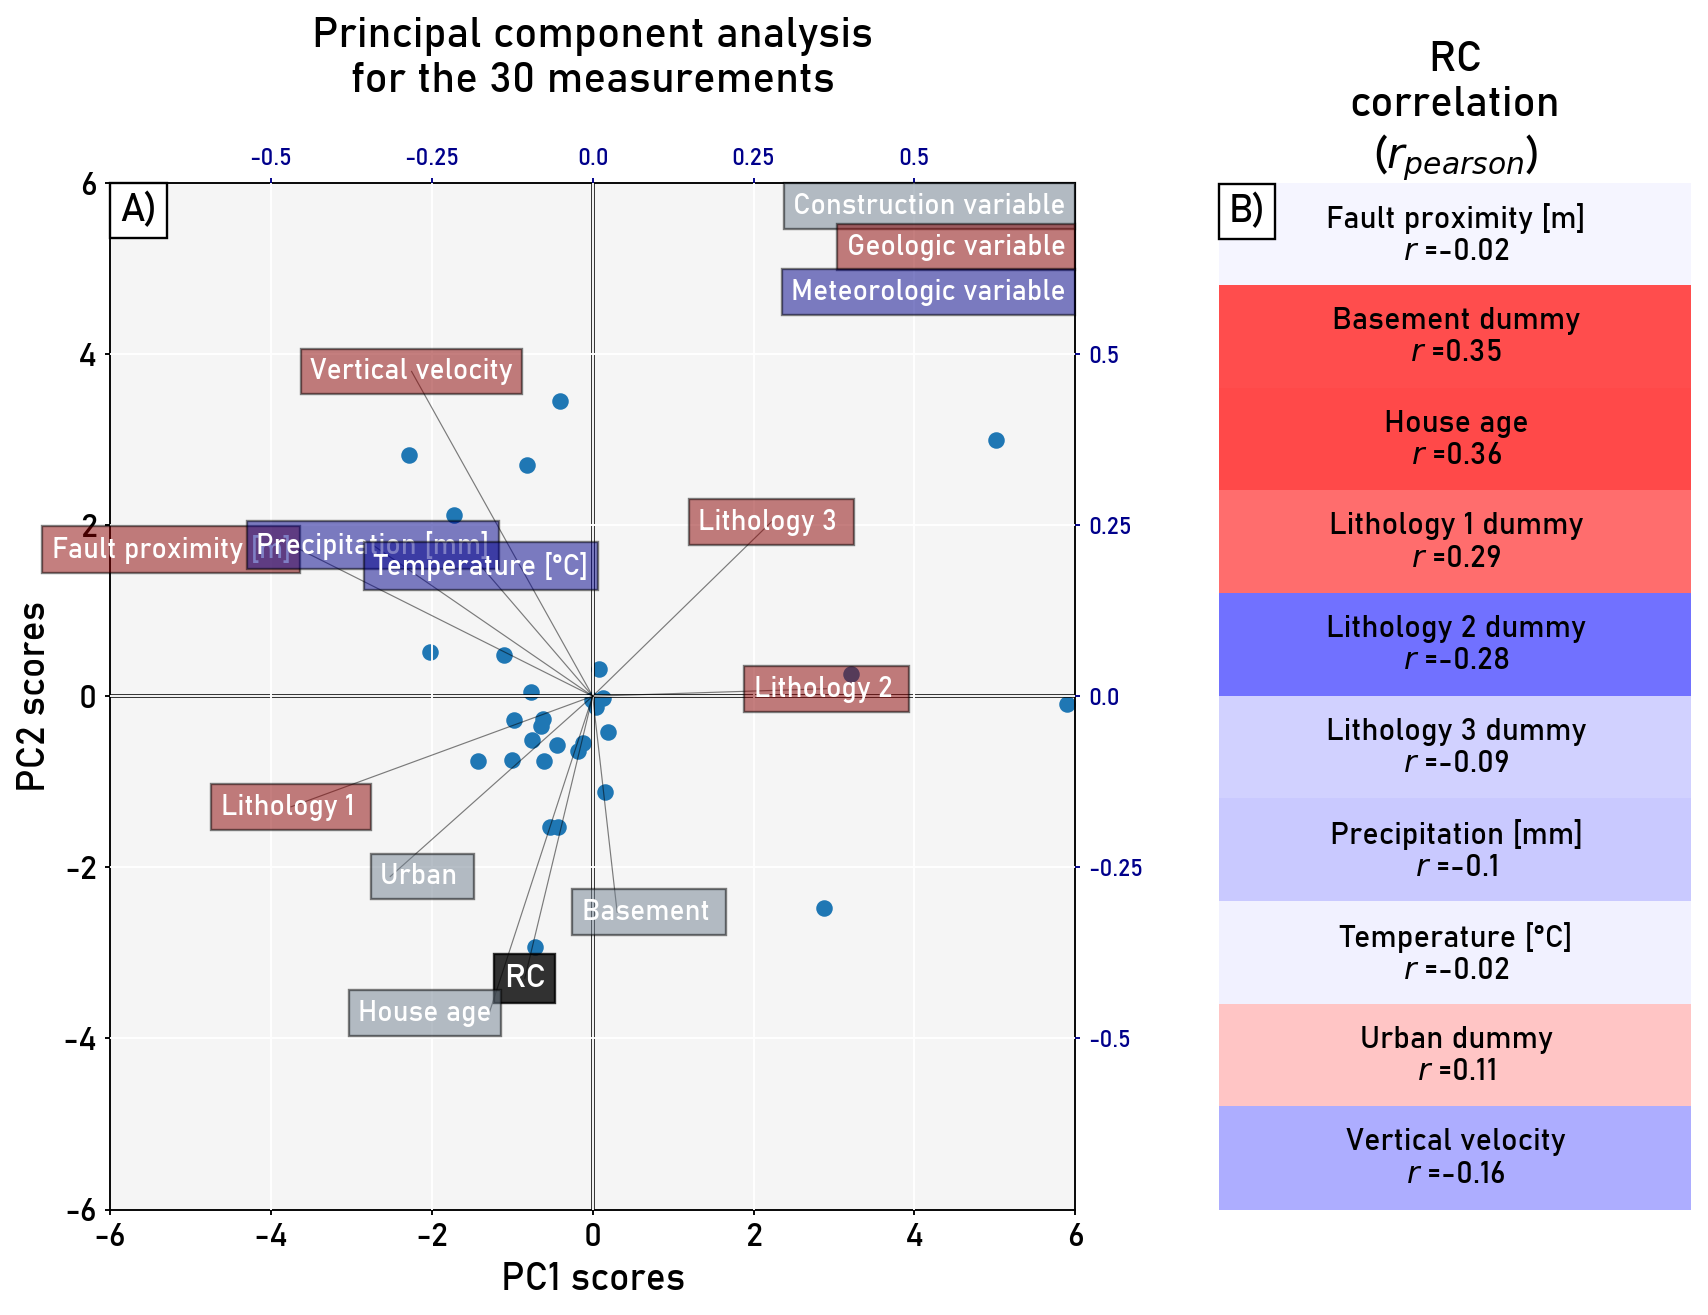 Principal component analysis
for the 30 measurements
RC
correlation
(rpearson)
-0.5 -0.25 0.0 0.25 0.5
A)
Construction variable
Geologic variable
Meteorologic variable
Vertical velocity
Lithology 3
Fault proximity [m]
Precipitation [mm]
Temperature [°C]
Lithology 2
Lithology 1
Urban
Basement
RC
House age
6
4
2
0
-2
-4
-6
PC2 scores
0.5
0.25
0.0
-0.25
-0.5
-6 -4 -2 0 2 4 6
PC1 scores
B)
Fault proximity [m]
r =-0.02
Basement dummy
r =0.35
House age
r =0.36
Lithology 1 dummy
r =0.29
Lithology 2 dummy
r =-0.28
Lithology 3 dummy
r =-0.09
Precipitation [mm]
r =-0.1
Temperature [°C]
r =-0.02
Urban dummy
r =0.11
Vertical velocity
r =-0.16